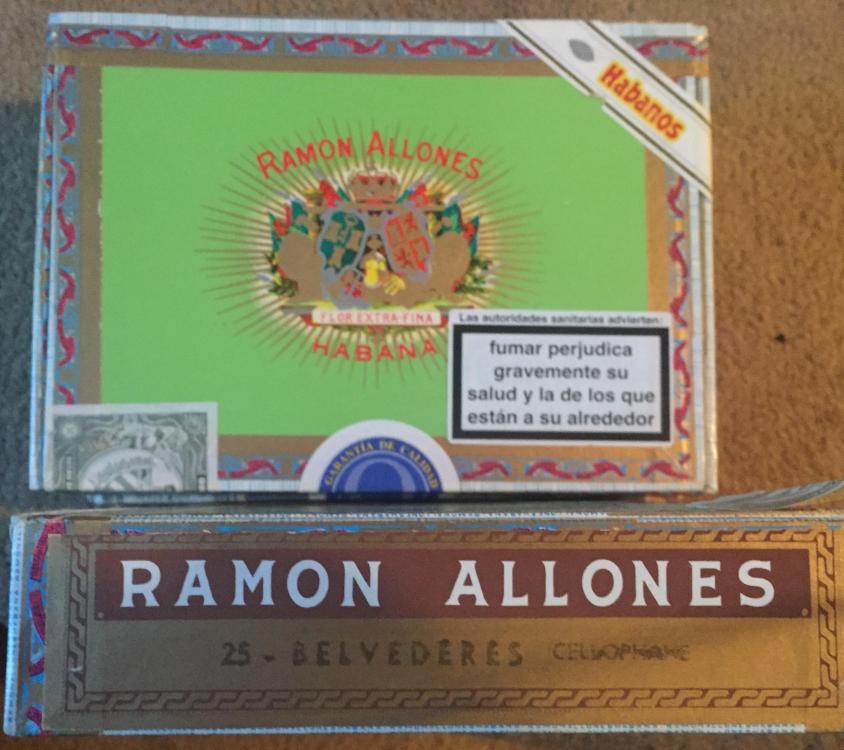 Habanos
RAMON ALLONES
FLOR EXTRA FINA
HABANA
Las autoridades sanitarias advierten:
fumar perjudica
gravemente su
salud y la de los que
están a su alrededor
GARANTÍA DE CALIDAD
RAMON ALLONES
25 - BELVEDERES CELLOPHANE